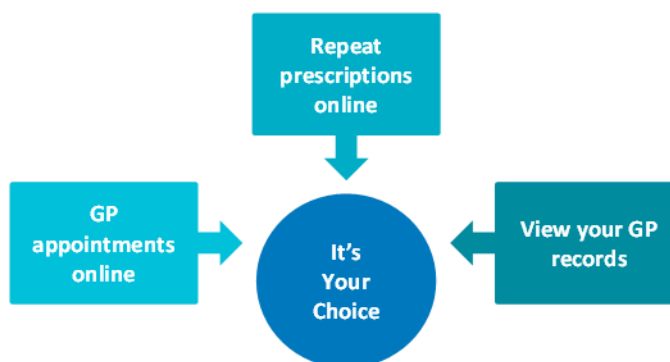 Repeat
prescriptions
online
GP
appointments
online
It's
Your
Choice
View your GP
records